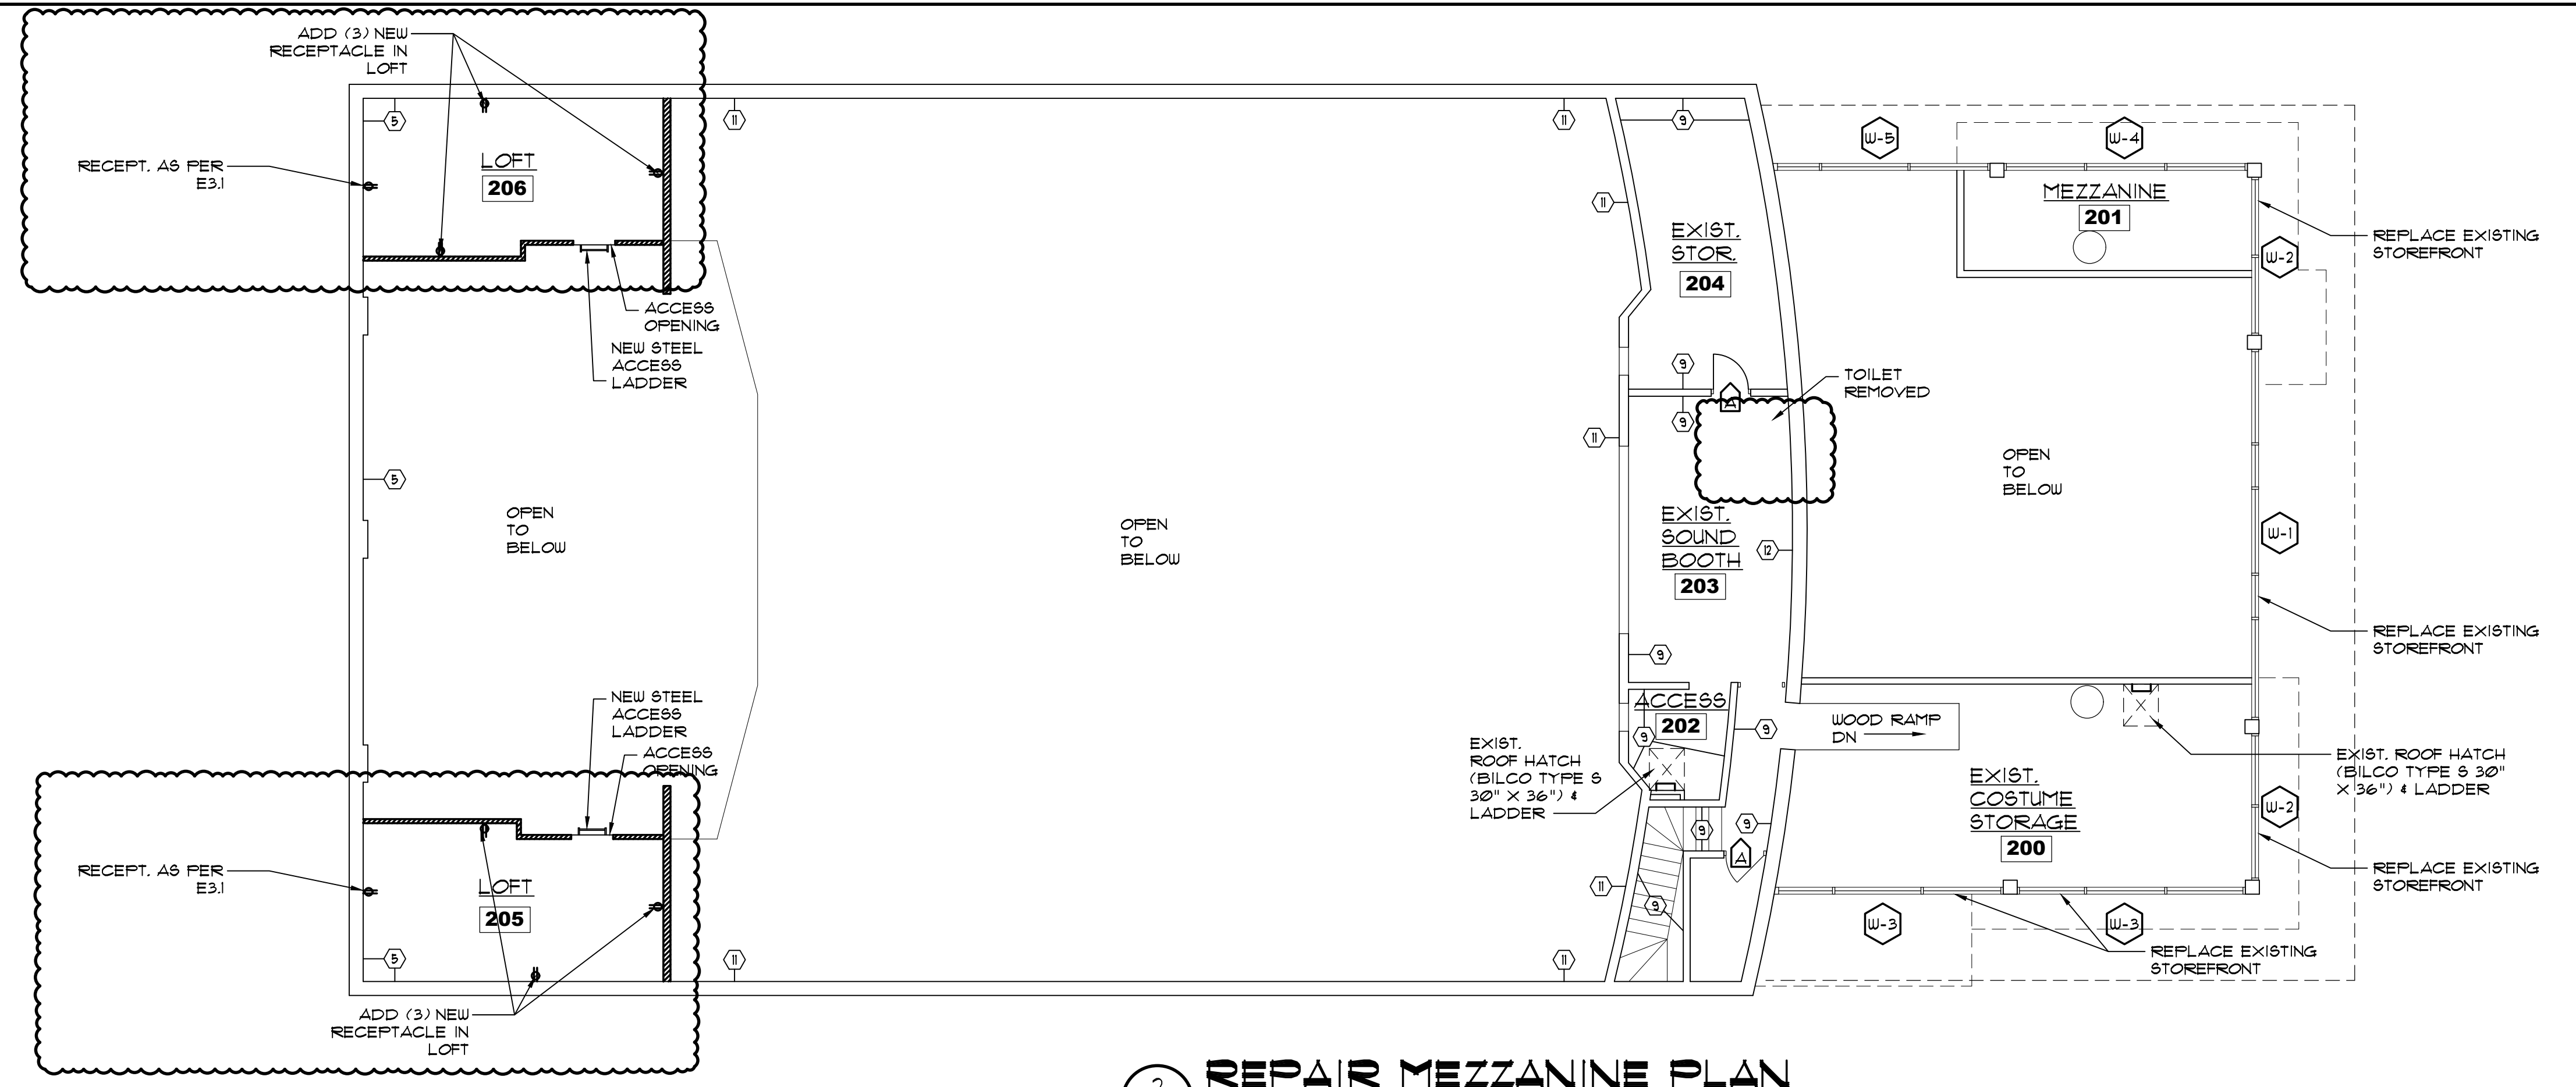 ADD (3) NEW
RECEPTACLE IN
LOFT
RECEPT. AS PER
E3.1
5
LOFT
206
11
11
9
W-5
W-4
MEZZANINE
201
11
EXIST.
STOR.
204
REPLACE EXISTING
STOREFRONT
W-2
ACCESS
OPENING
NEW STEEL
ACCESS
LADDER
9
A
9
TOILET
REMOVED
11
5
OPEN
TO
BELOW
OPEN
TO
BELOW
OPEN
TO
BELOW
EXIST.
SOUND
BOOTH
203
12
W-1
REPLACE EXISTING
STOREFRONT
9
NEW STEEL
ACCESS
LADDER
ACCESS
OPENING
ACCESS
202
9
9
WOOD RAMP
DN
EXIST.
ROOF HATCH
(BILCO TYPE S
30" X 36") &
LADDER
EXIST. ROOF HATCH
(BILCO TYPE S 30"
X 36") & LADDER
EXIST.
COSTUME
STORAGE
200
W-2
9
9
A
REPLACE EXISTING
STOREFRONT
RECEPT. AS PER
E3.1
LOFT
205
11
9
W-3
W-3
REPLACE EXISTING
STOREFRONT
5
11
11
ADD (3) NEW
RECEPTACLE IN
LOFT
2
REPAIR MEZZANINE PLAN